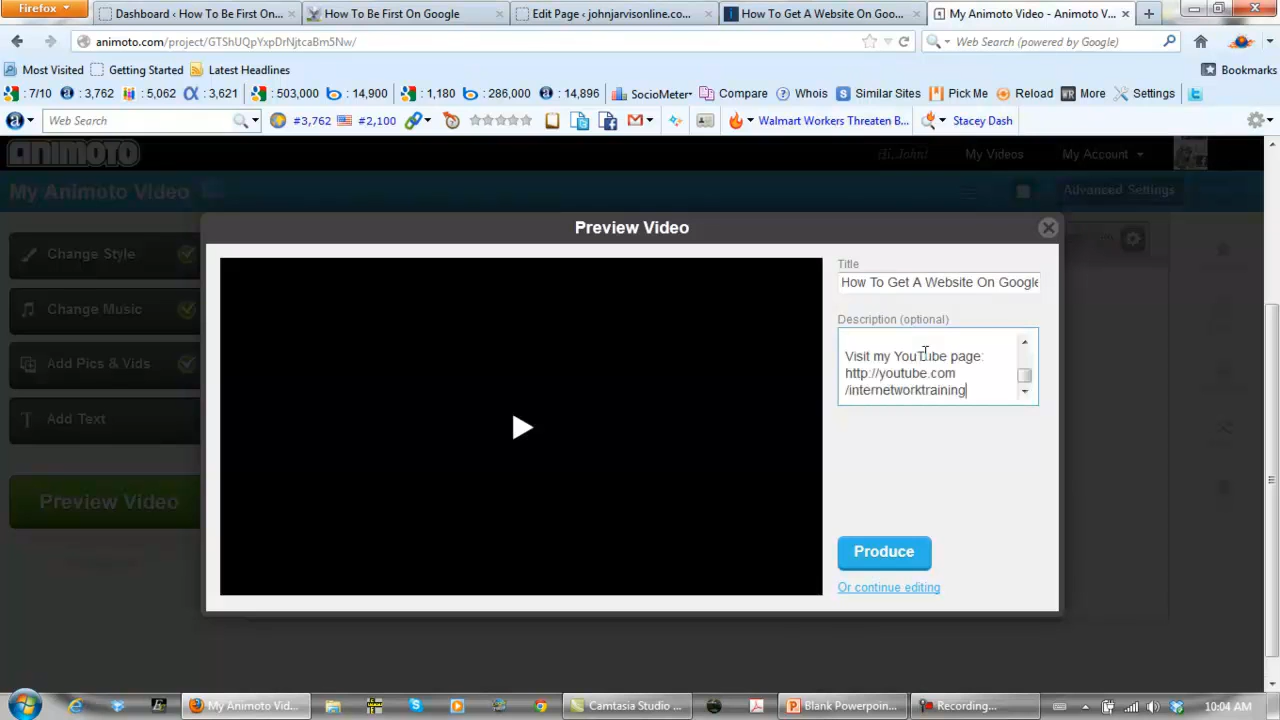 Firefox
Dashboard ‹ How To Be First On...
How To Be First On Google
Edit Page ‹ johnjarvisonline.co...
How To Get A Website On Goo...
My Animoto Video - Animoto V...
animoto.com/project/GTShUQpYxpDrNjtcaBm5Nw/
Web Search (powered by Google)
Most Visited
Getting Started
Latest Headlines
Bookmarks
: 7/10
: 3,762
: 5,062
: 3,621
: 503,000
: 14,900
: 1,180
: 286,000
: 14,896
SocioMeter
Compare
Whois
Similar Sites
Pick Me
Reload
More
Settings
Web Search
#3,762
#2,100
Walmart Workers Threaten B...
Stacey Dash
ANIMOTO
Hi, John!
My Videos
My Account
My Animoto Video
Advanced Settings
Preview Video
Change Style
Change Music
Add Pics & Vids
Add Text
Preview Video
Title
How To Get A Website On Google
Description (optional)
Visit my YouTube page:
http://youtube.com
/internetworktraining
Produce
Or continue editing
My Animoto Vid...
Camtasia Studio ...
Blank Powerpoin...
Recording...
10:04 AM